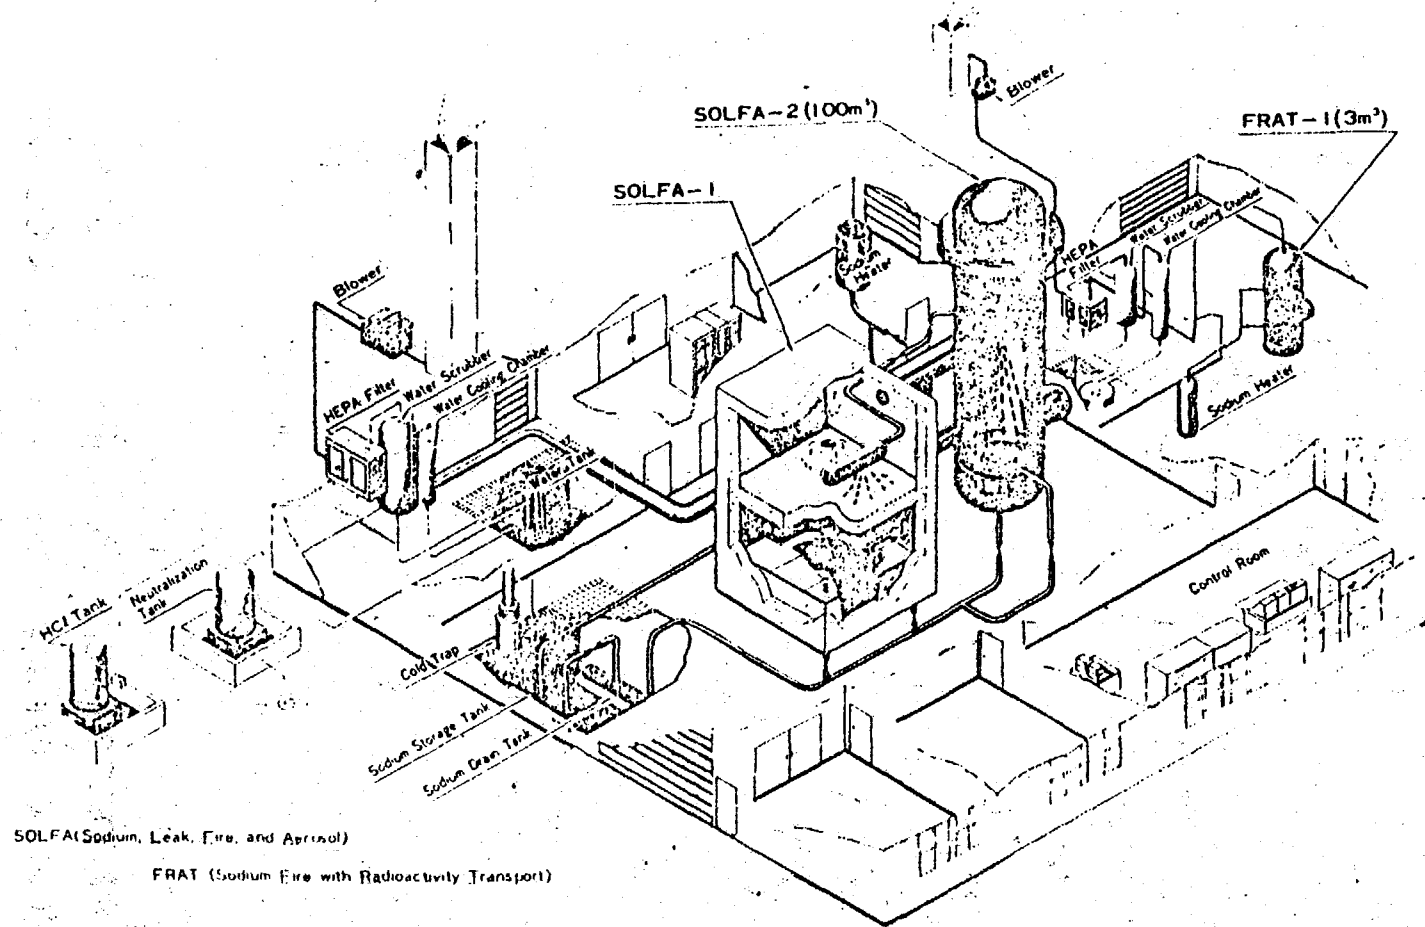 Blower
SOLFA-2(100m³)
FRAT-1(3m³)
SOLFA-1
Sodium
Heater
HEPA
Filter
Water Scrubber
Water Cooling Chamber
Blower
HEPA Filter
Water Scrubber
Water Cooling Chamber
Sodium Heater
Water Tank
Control Room
HCl Tank
Neutralization
Tank
Cold Trap
Sodium Storage Tank
Sodium Drain Tank
SOLFA(Sodium, Leak, Fire, and Aerosol)
FRAT (Sodium Fire with Radioactivity Transport)